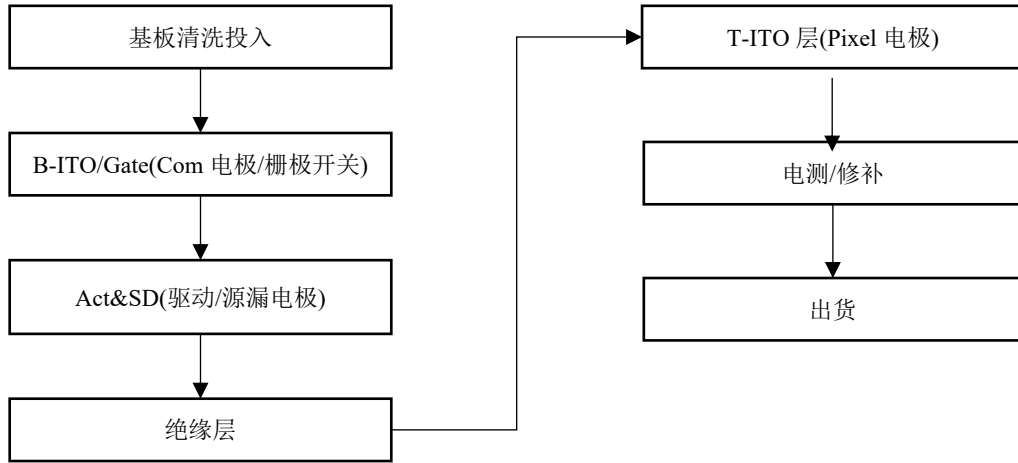 基板清洗投入
B-ITO/Gate(Com 电极/栅极开关)
Act&SD(驱动/源漏电极)
绝缘层
T-ITO 层(Pixel 电极)
电测/修补
出货